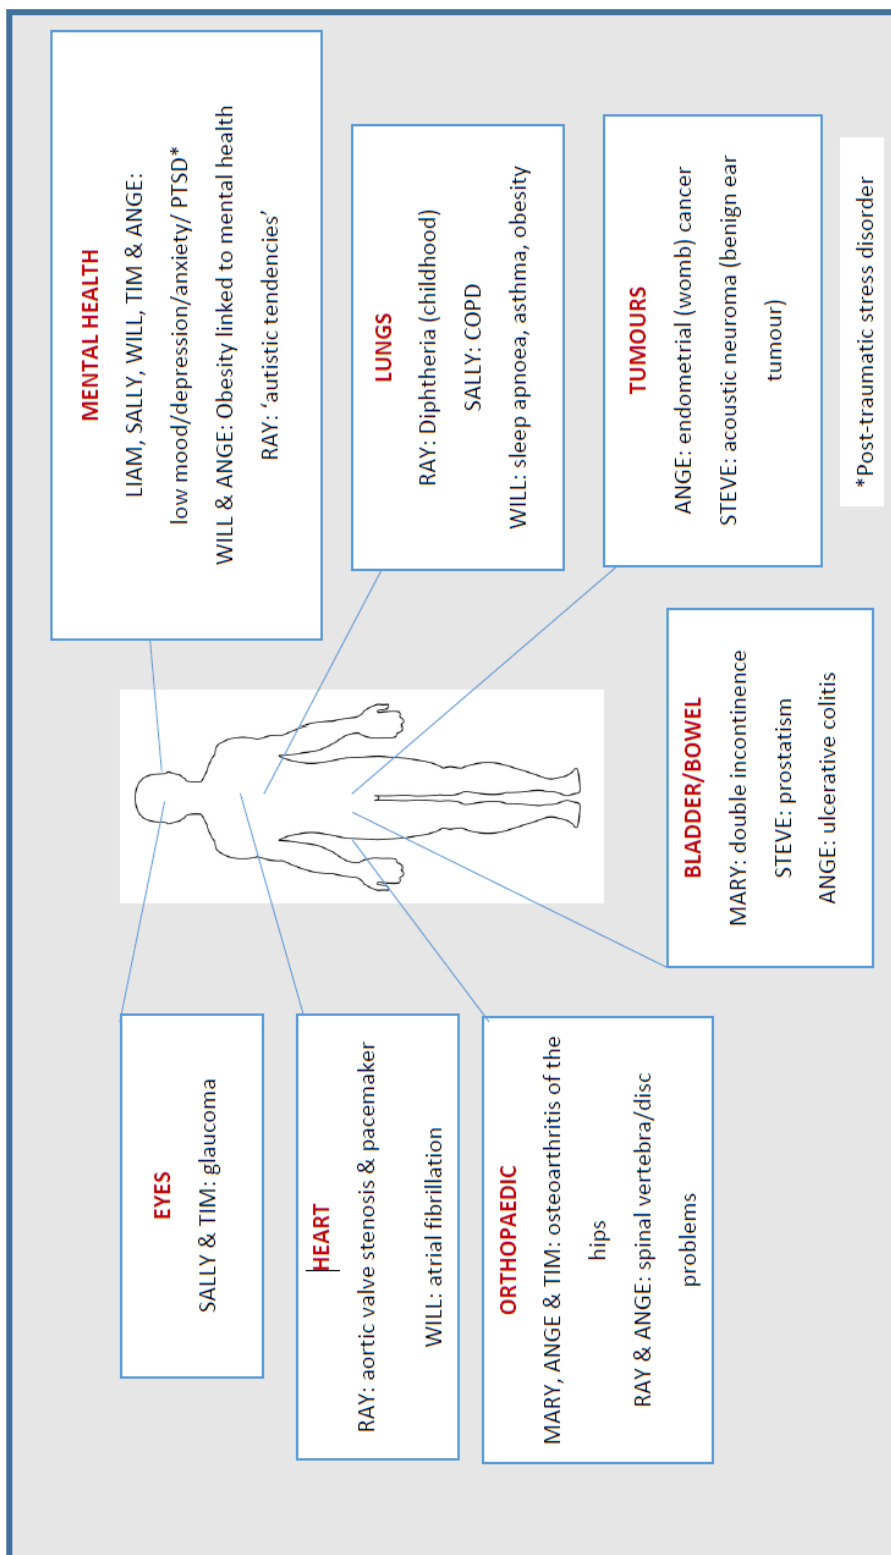 EYES
SALLY & TIM: glaucoma
HEART
RAY: aortic valve stenosis & pacemaker
WILL: atrial fibrillation
ORTHOPAEDIC
MARY, ANGE & TIM: osteoarthritis of the
hips
RAY & ANGE: spinal vertebra/disc
problems
BLADDER/BOWEL
MARY: double incontinence
STEVE: prostatism
ANGE: ulcerative colitis
MENTAL HEALTH
LIAM, SALLY, WILL, TIM & ANGE:
low mood/depression/anxiety/ PTSD*
WILL & ANGE: Obesity linked to mental health
RAY: ‘autistic tendencies’
LUNGS
RAY: Diphtheria (childhood)
SALLY: COPD
WILL: sleep apnoea, asthma, obesity
TUMOURS
ANGE: endometrial (womb) cancer
STEVE: acoustic neuroma (benign ear
tumour)
*Post-traumatic stress disorder